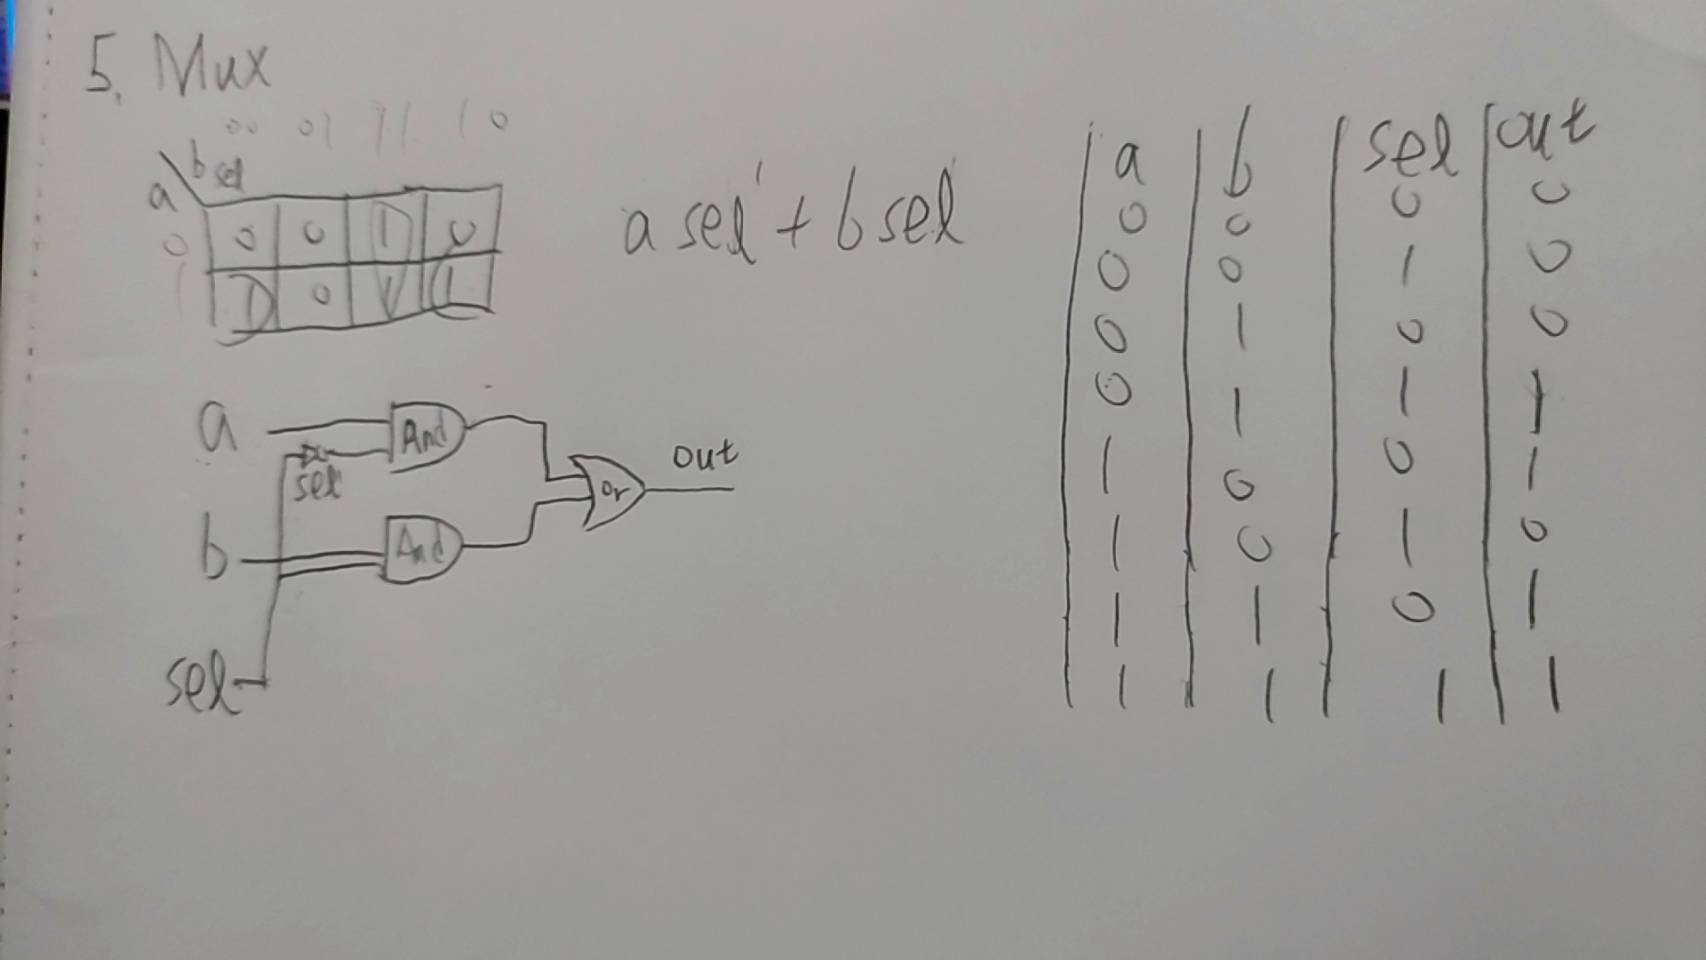 5. Mux
00 01 11 10
b sel
a
0 0 0 1 0
1 1 0 1 1
a sel' + b sel
a
And
sel
out
Or
b
And
sel
a b sel out
0 0 0 0
0 0 1 0
0 1 0 0
0 1 1 1
1 0 0 1
1 0 1 0
1 1 0 1
1 1 1 1